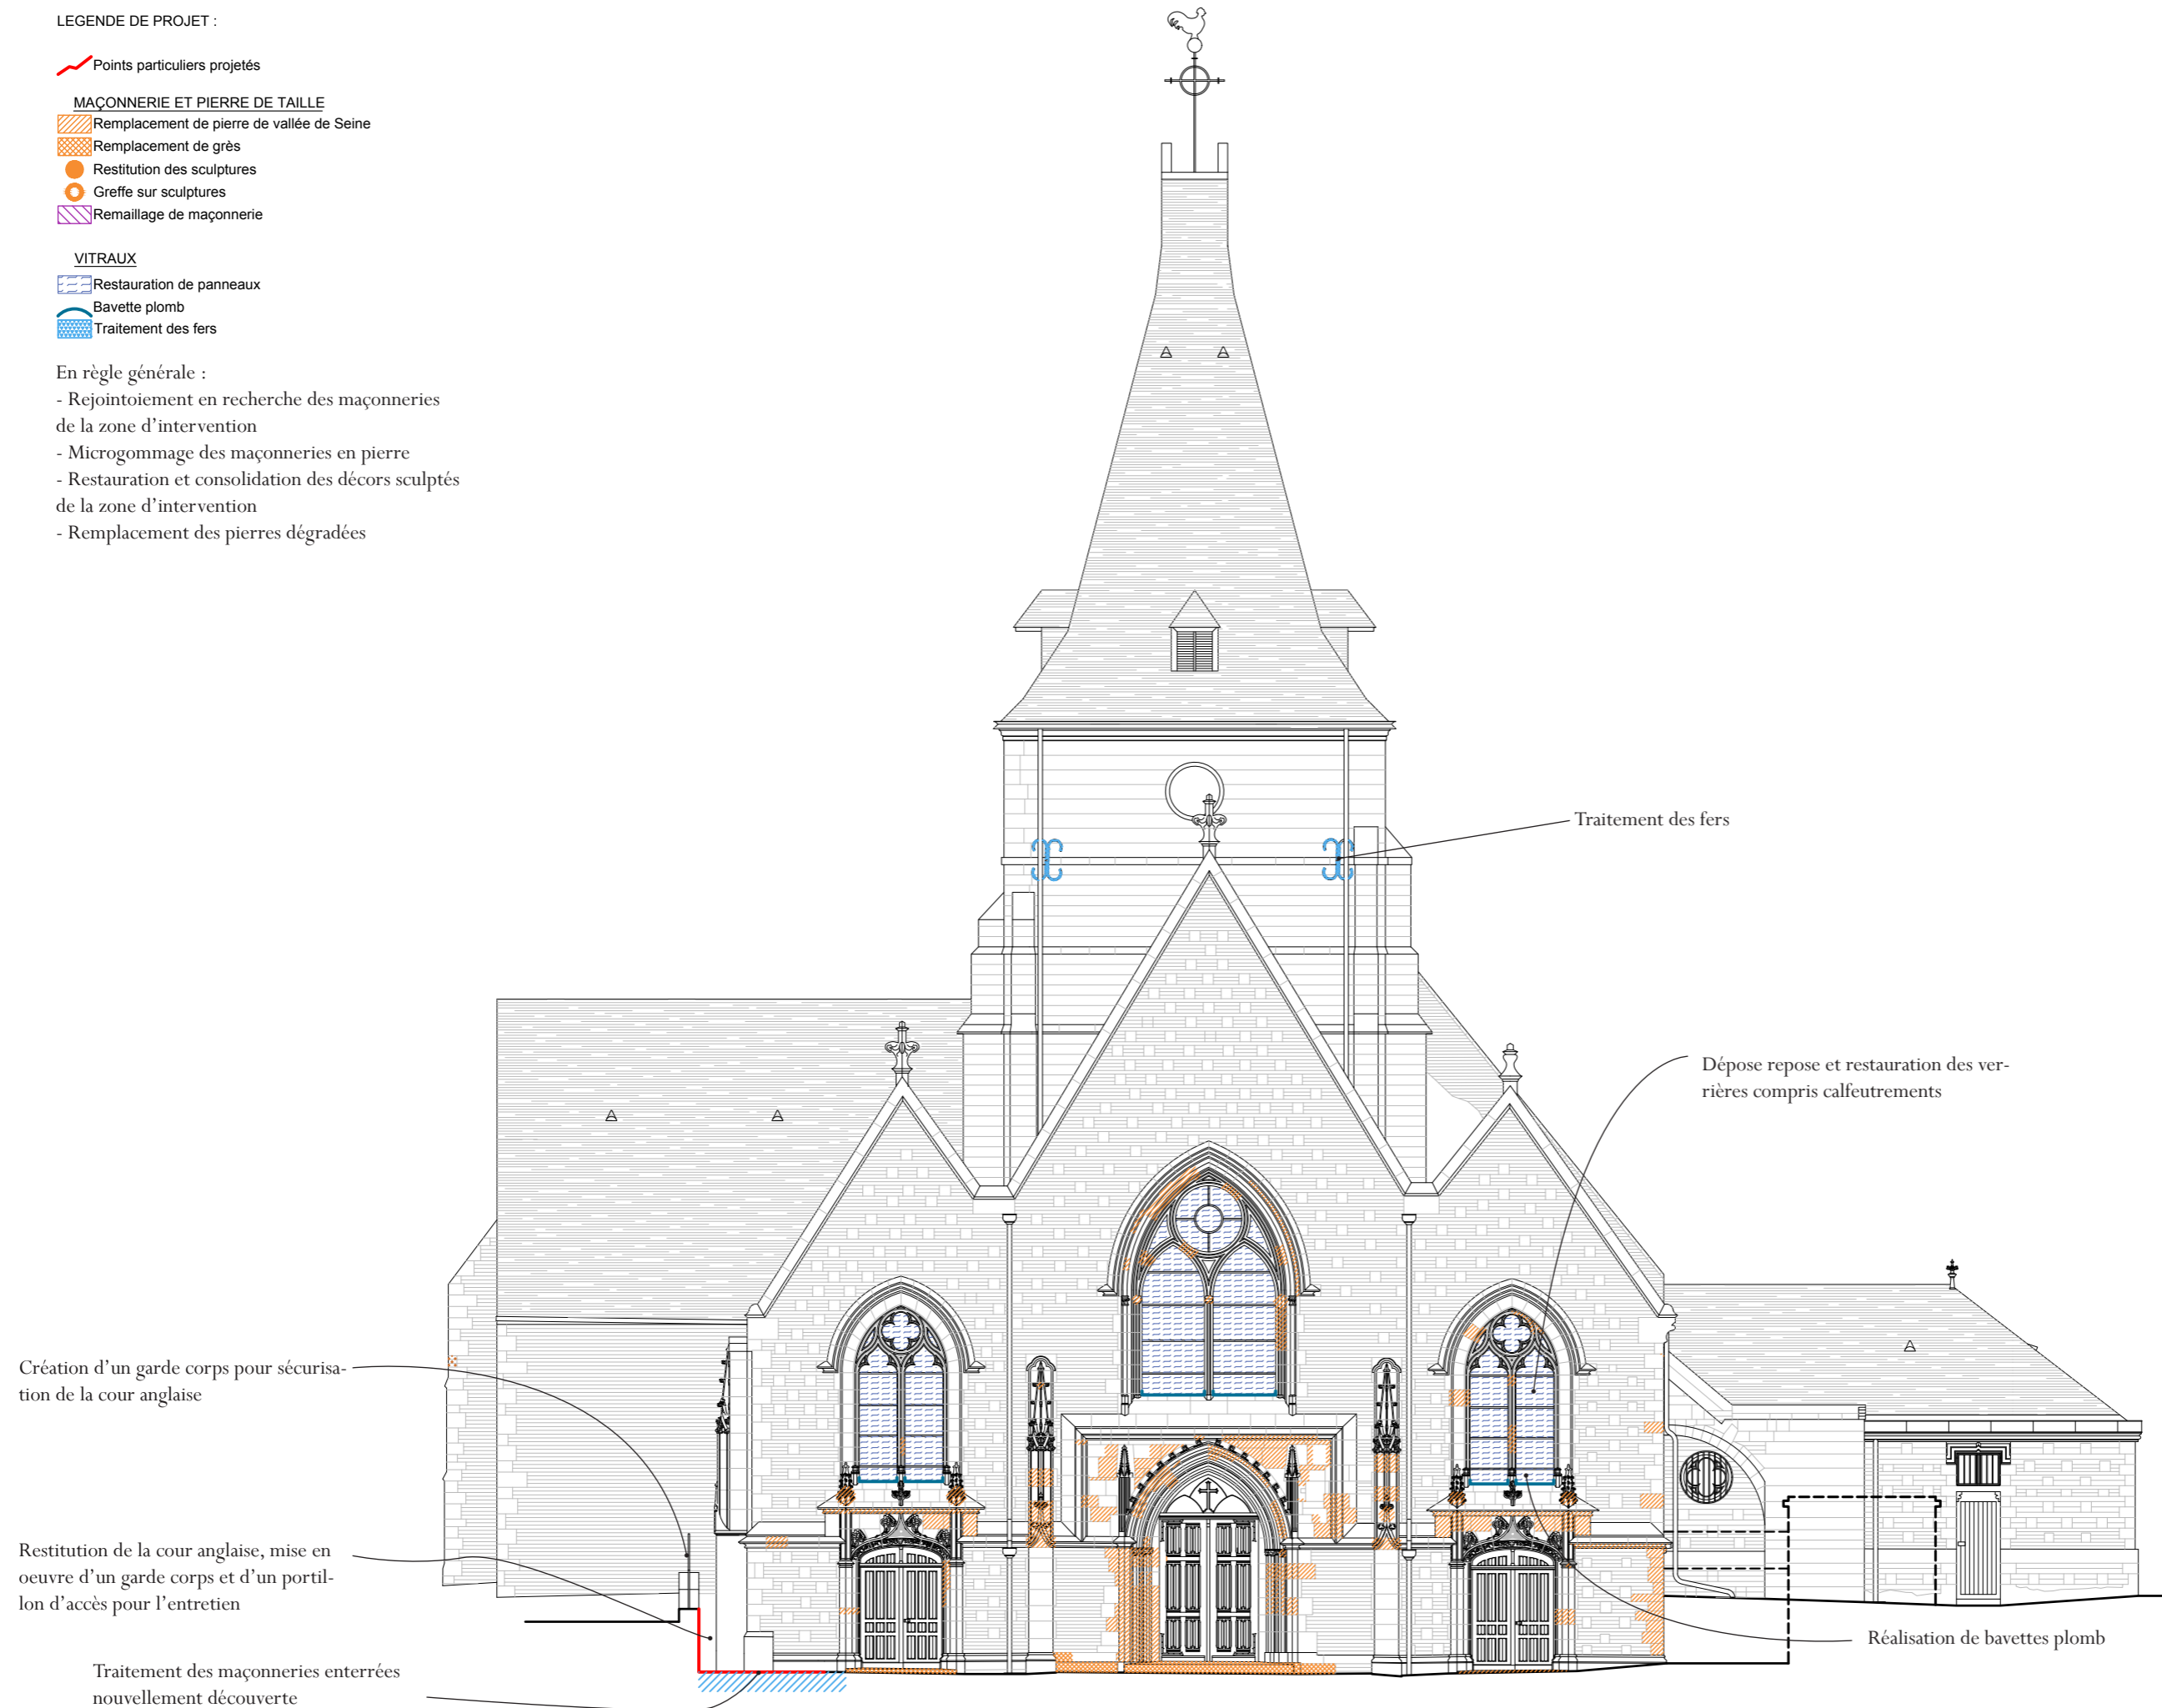 LEGENDE DE PROJET :
Points particuliers projetés
MAÇONNERIE ET PIERRE DE TAILLE
Remplacement de pierre de vallée de Seine
Remplacement de grès
Restitution des sculptures
Greffe sur sculptures
Remaillage de maçonnerie
VITRAUX
Restauration de panneaux
Bavette plomb
Traitement des fers
En règle générale :
- Rejointoiement en recherche des maçonneries
de la zone d’intervention
- Microgommage des maçonneries en pierre
- Restauration et consolidation des décors sculptés
de la zone d’intervention
- Remplacement des pierres dégradées
Traitement des fers
Dépose repose et restauration des ver-
rières compris calfeutrements
Création d’un garde corps pour sécurisa-
tion de la cour anglaise
Restitution de la cour anglaise, mise en
oeuvre d’un garde corps et d’un portil-
lon d’accès pour l’entretien
Réalisation de bavettes plomb
Traitement des maçonneries enterrées
nouvellement découverte